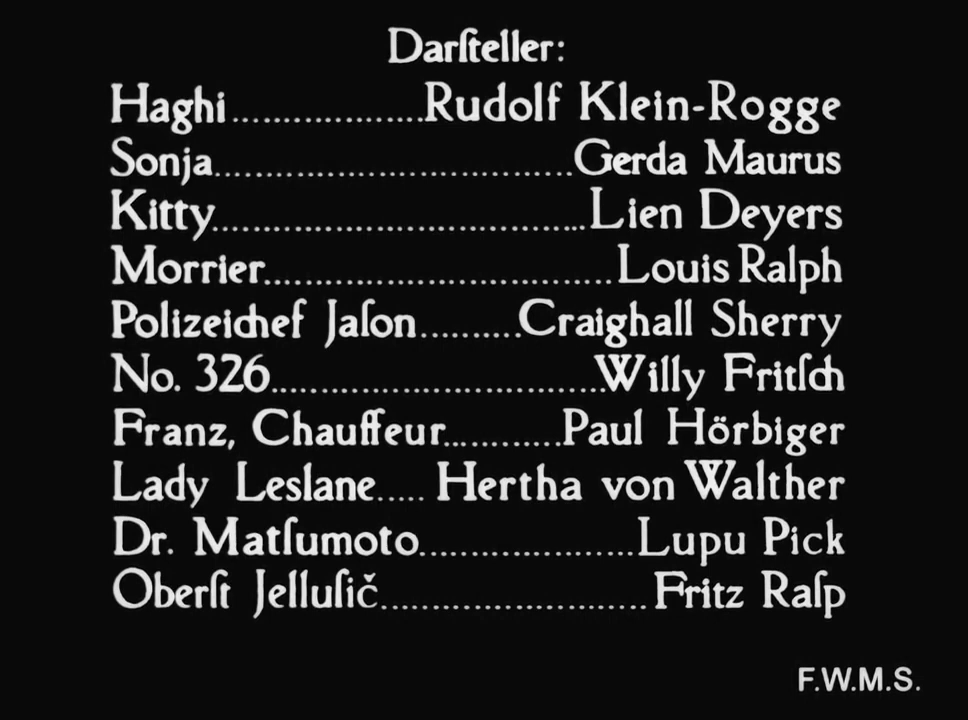 Darſteller:
Haghi...................Rudolf Klein-Rogge
Sonja....................................Gerda Maurus
Kitty.....................................Lien Deyers
Morrier...................................Louis Ralph
Polizeichef Jaſon..........Craighall Sherry
No. 326.................................Willy Fritſch
Franz, Chauffeur............Paul Hörbiger
Lady Leslane..... Hertha von Walther
Dr. Matſumoto.....................Lupu Pick
Oberſt Jelluſič.......................... Fritz Raſp
F.W.M.S.